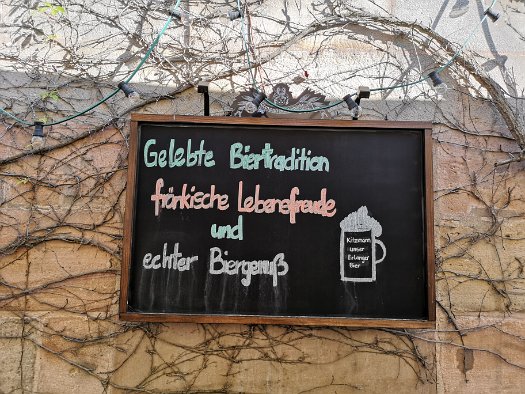 Gelebte Biertradition
fränkische Lebensfreude
und
echter Biergenuß
Kitzmann
unser
Erlanger
Bier